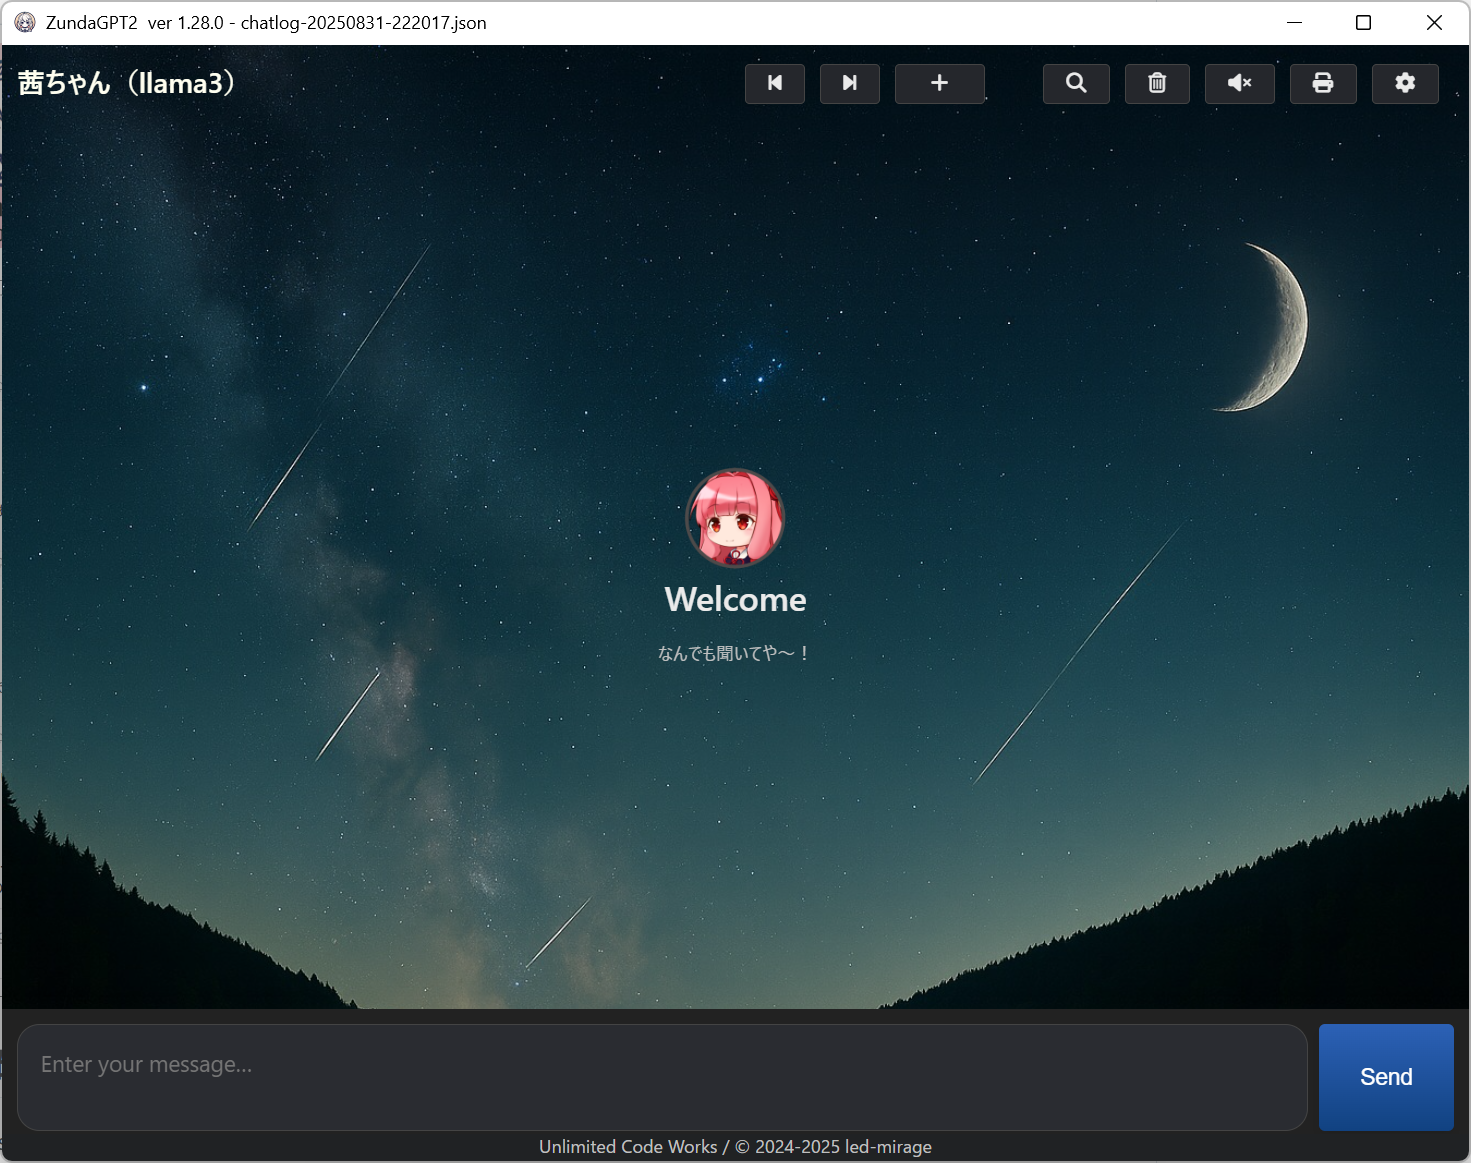 ZundaGPT2 ver 1.28.0 - chatlog-20250831-222017.json
茜ちゃん（llama3）
Welcome
なんでも聞いてや～！
Enter your message...
Send
Unlimited Code Works / © 2024-2025 led-mirage